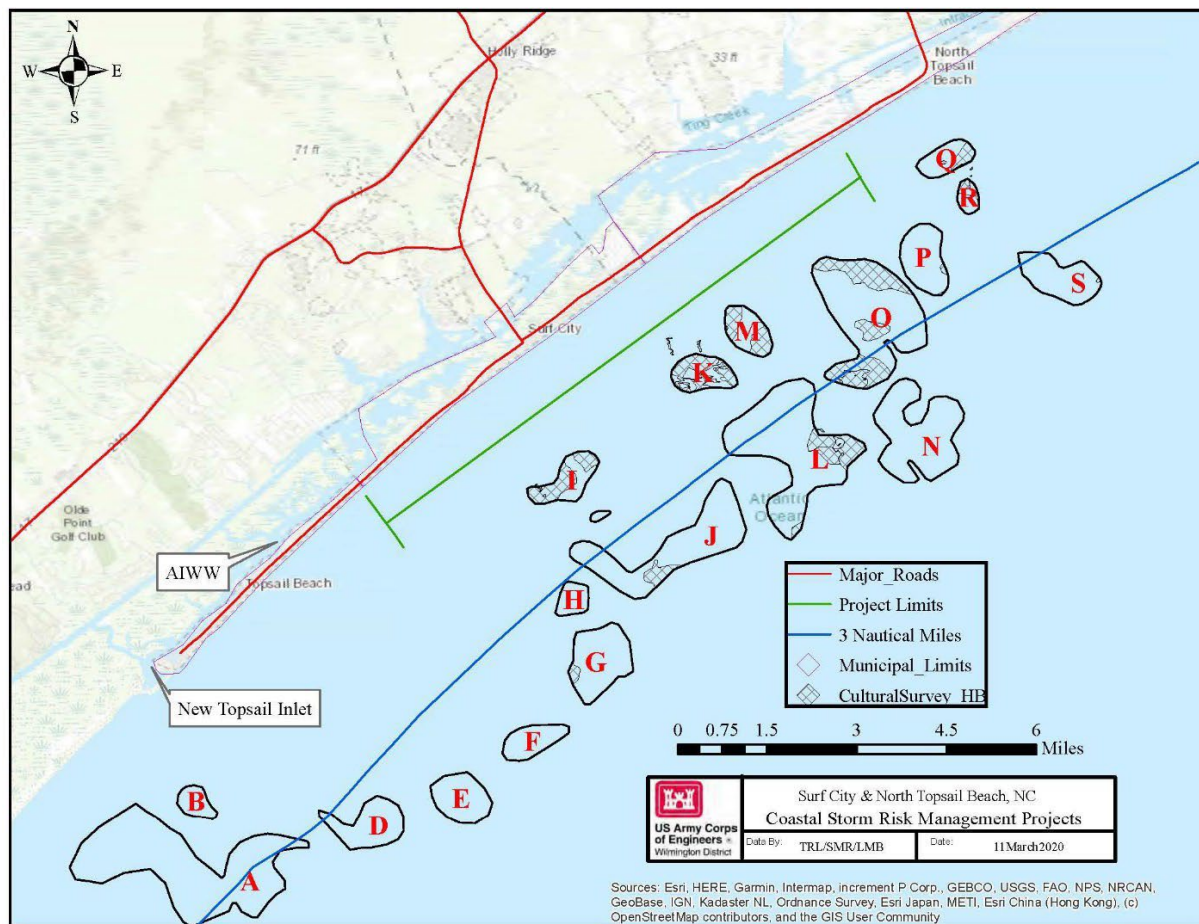 N
W E
S
Holly Ridge
33 ft
North
Topsail
Beach
Ting Creek
71 ft
17
Q
R
P
S
O
M
K
Surf City
N
L
I
Atlantic
Ocean
J
210
17
Olde
Point
Golf Club
AIWW
Topsail Beach
H
G
New Topsail Inlet
F
B
E
D
A
Major_Roads
Project Limits
3 Nautical Miles
Municipal_Limits
CulturalSurvey_HB
0 0.75 1.5 3 4.5 6
Miles
US Army Corps
of Engineers ®
Wilmington District
Surf City & North Topsail Beach, NC
Coastal Storm Risk Management Projects
Data By: TRL/SMR/LMB Date: 11March2020
Sources: Esri, HERE, Garmin, Intermap, increment P Corp., GEBCO, USGS, FAO, NPS, NRCAN,
GeoBase, IGN, Kadaster NL, Ordnance Survey, Esri Japan, METI, Esri China (Hong Kong), (c)
OpenStreetMap contributors, and the GIS User Community